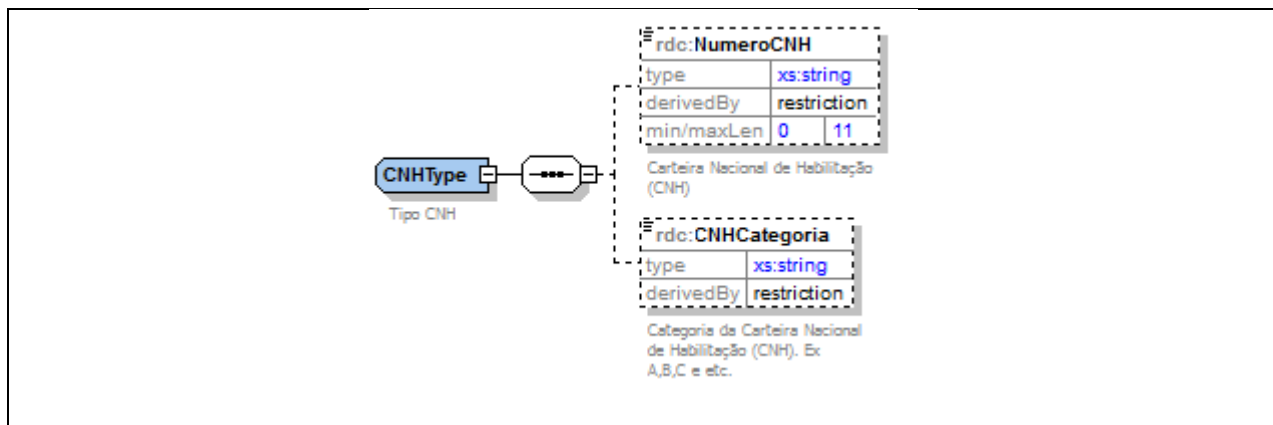 rdc:NumeroCNH
type xs:string
derivedBy restriction
min/maxLen 0 11
Carteira Nacional de Habilitação
(CNH)
CNHType
Tipo CNH
rdc:CNHCategoria
type xs:string
derivedBy restriction
Categoria da Carteira Nacional
de Habilitação (CNH). Ex
A,B,C e etc.